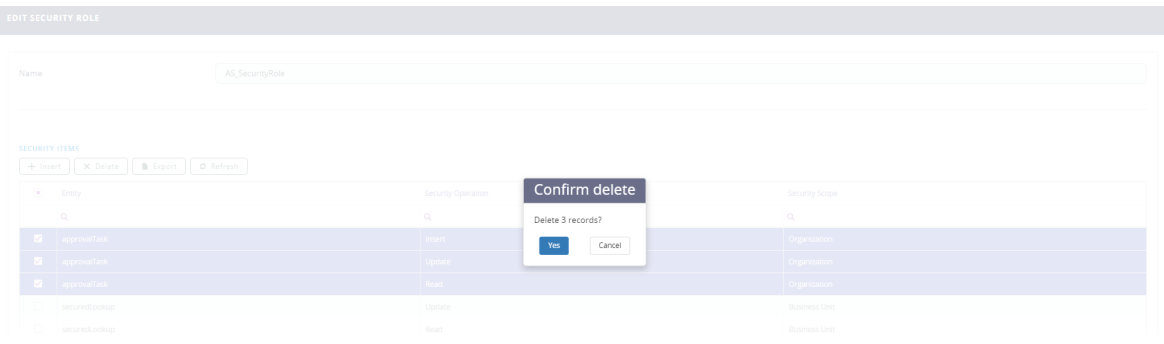 EDIT SECURITY ROLE
Name AS_SecurityRole
SECURITY ITEMS
Insert Delete Export Refresh
Entity Security Operation Security Scope
approvalTask Insert Organization
approvalTask Update Organization
approvalTask Read Organization
securedLookup Update Business Unit
securedLookup Read Business Unit
Confirm delete
Delete 3 records?
Yes Cancel